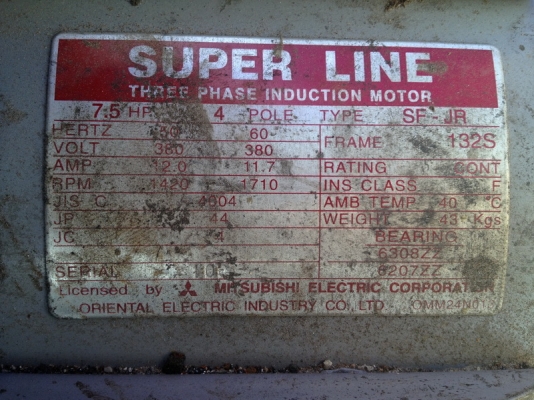 SUPER LINE
THREE PHASE INDUCTION MOTOR
7.5 HP 4 POLE TYPE SF-JR
HERTZ 50 60 FRAME 132S
VOLT 380 380
AMP 12.0 11.7 RATING CONT
RPM 1420 1710 INS CLASS F
JIS C 4004 AMB TEMP 40 °C
JP 44 WEIGHT 43 Kgs
JC 4 BEARING
6308ZZ
SERIAL 6207ZZ
Licensed by MITSUBISHI ELECTRIC CORPORATION
ORIENTAL ELECTRIC INDUSTRY CO., LTD. OMM24N01